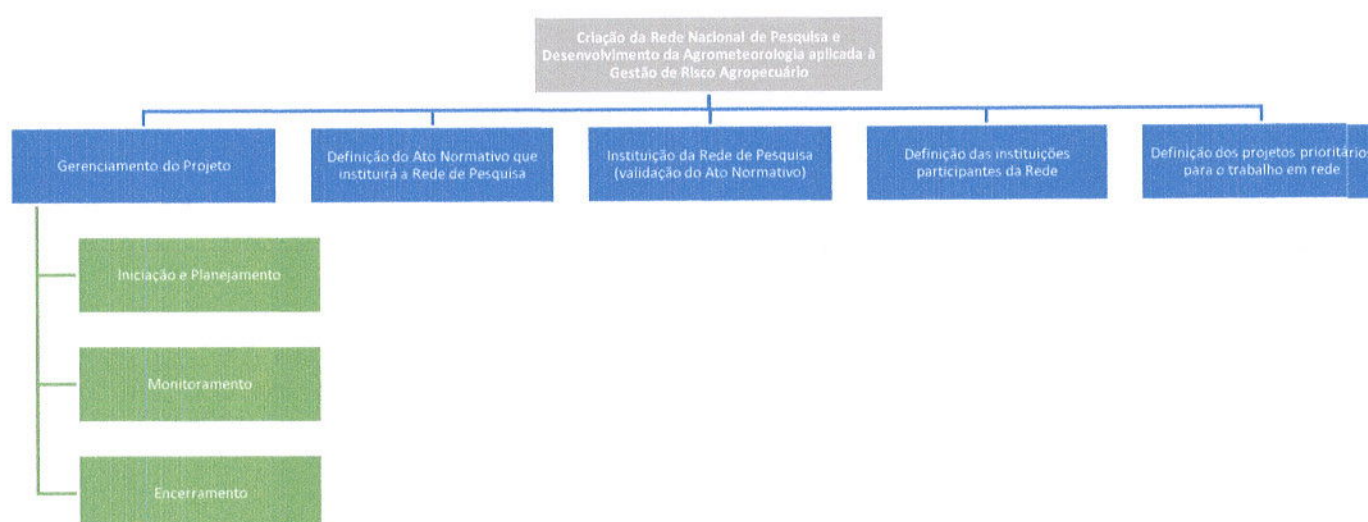 Criação da Rede Nacional de Pesquisa e
Desenvolvimento da Agrometeorologia aplicada à
Gestão de Risco Agropecuário
Gerenciamento do Projeto
Definição do Ato Normativo que
instituirá a Rede de Pesquisa
Instituição da Rede de Pesquisa
(validação do Ato Normativo)
Definição das instituições
participantes da Rede
Definição dos projetos prioritário
para o trabalho em rede
Iniciação e Planejamento
Monitoramento
Encerramento